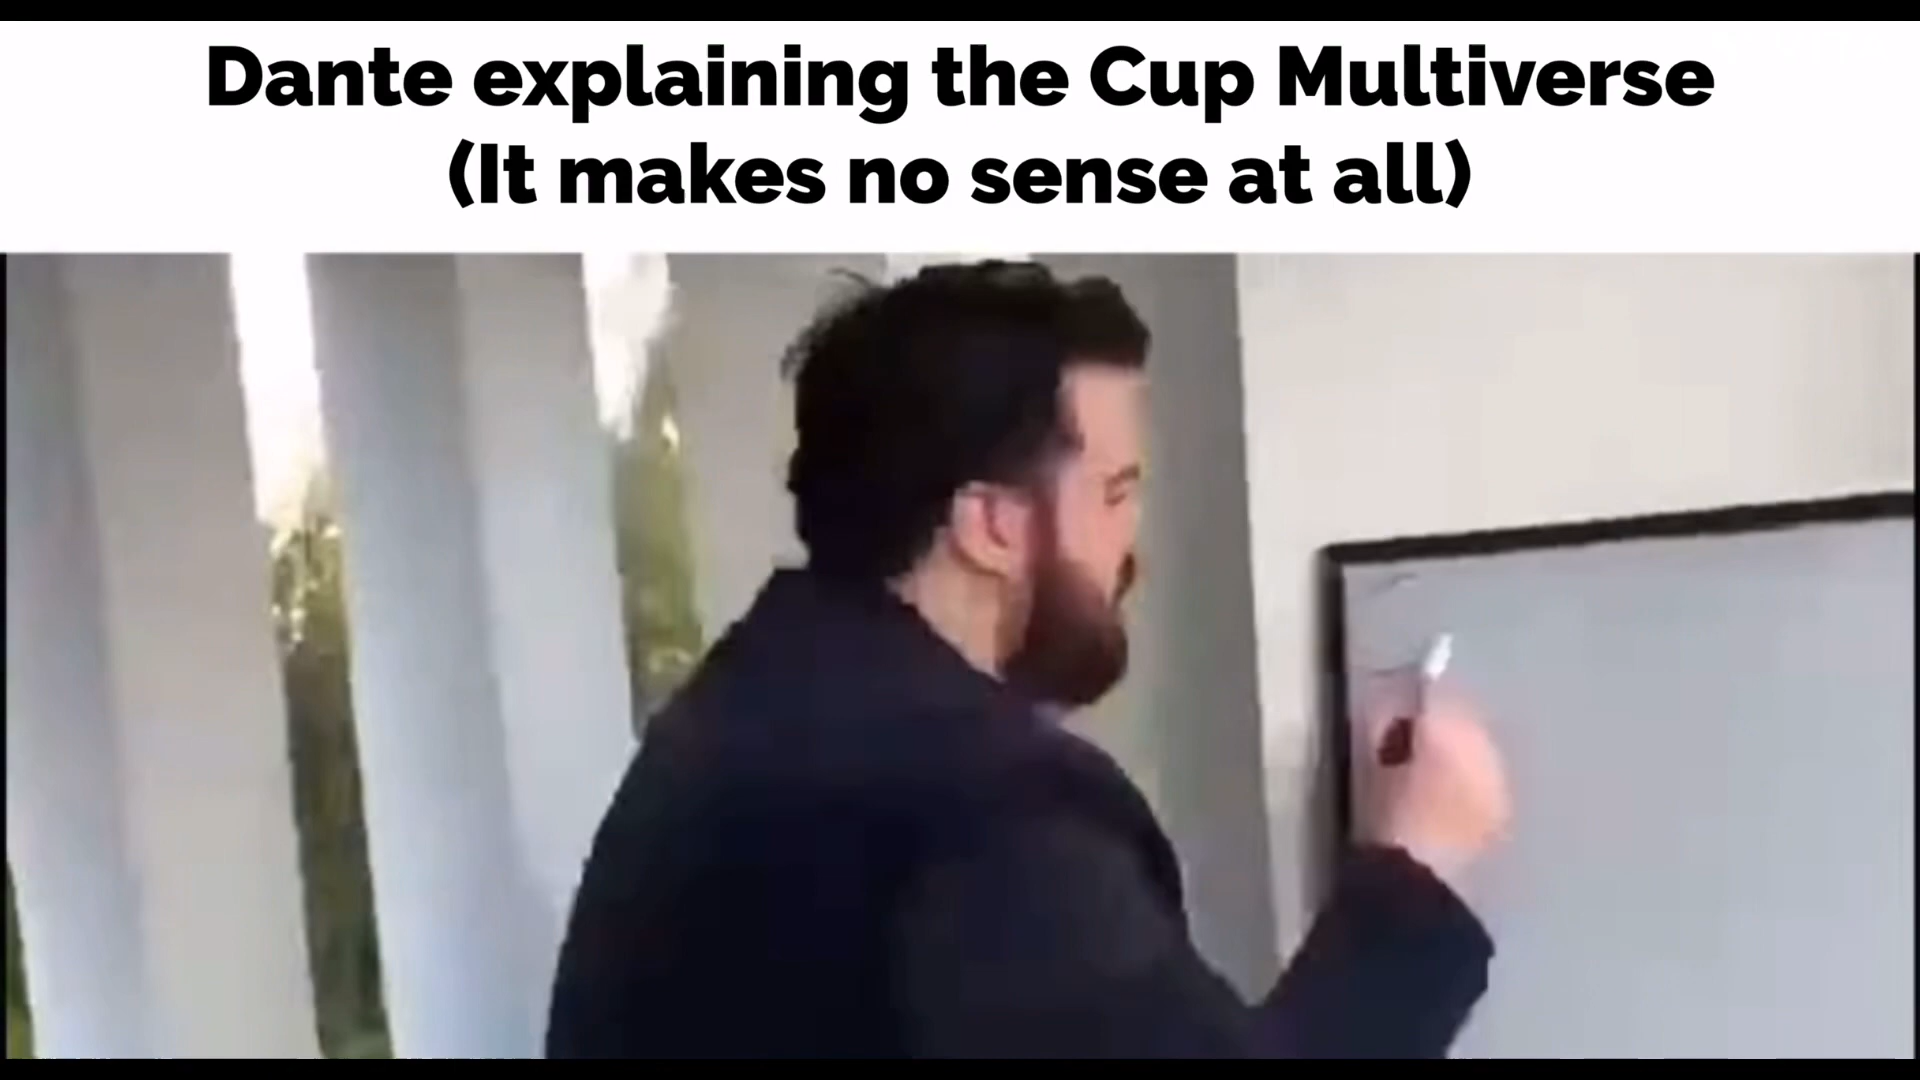 Dante explaining the Cup Multiverse
(It makes no sense at all)